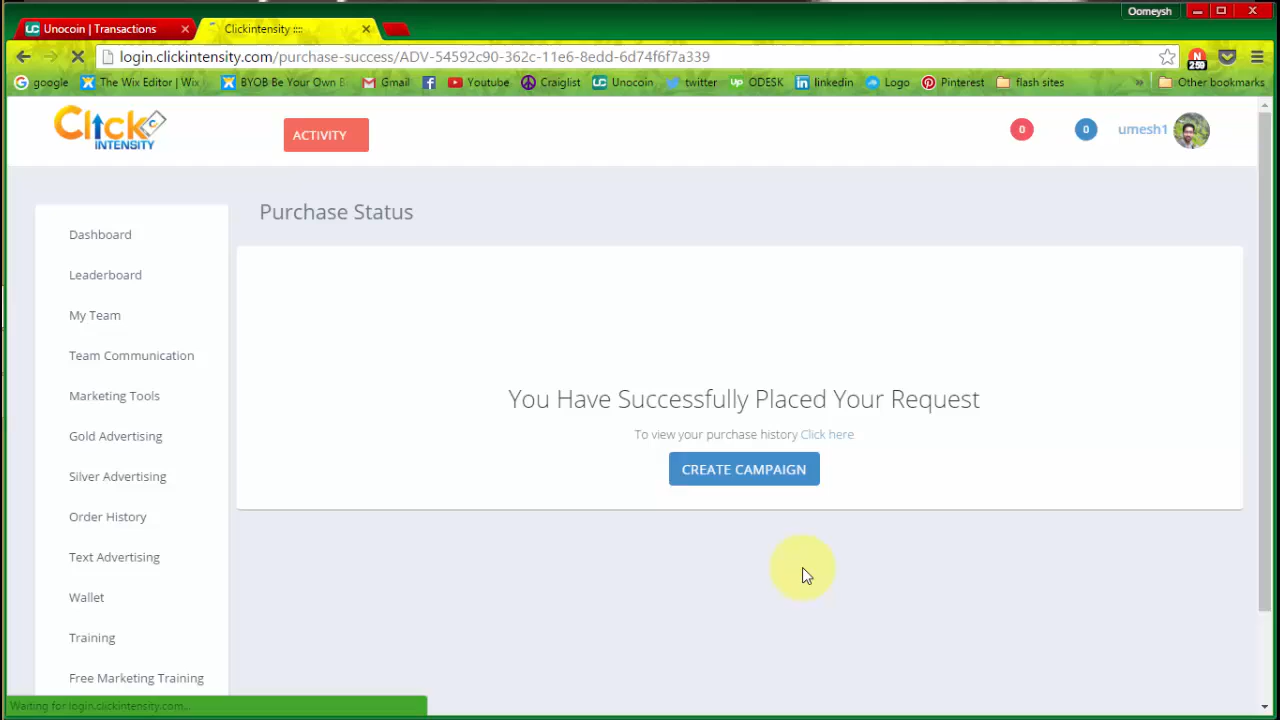 Oomeysh
Unocoin | Transactions
Clickintensity ::::
login.clickintensity.com/purchase-success/ADV-54592c90-362c-11e6-8edd-6d74f6f7a339
2:59
google
The Wix Editor | Wix
BYOB Be Your Own B
Gmail
Youtube
Craiglist
Unocoin
twitter
ODESK
linkedin
Logo
Pinterest
flash sites
»
Other bookmarks
Click
INTENSITY
ACTIVITY
0
0
umesh1
Purchase Status
Dashboard
Leaderboard
My Team
Team Communication
Marketing Tools
Gold Advertising
Silver Advertising
Order History
Text Advertising
Wallet
Training
Free Marketing Training
You Have Successfully Placed Your Request
To view your purchase history Click here
CREATE CAMPAIGN
Waiting for login.clickintensity.com...